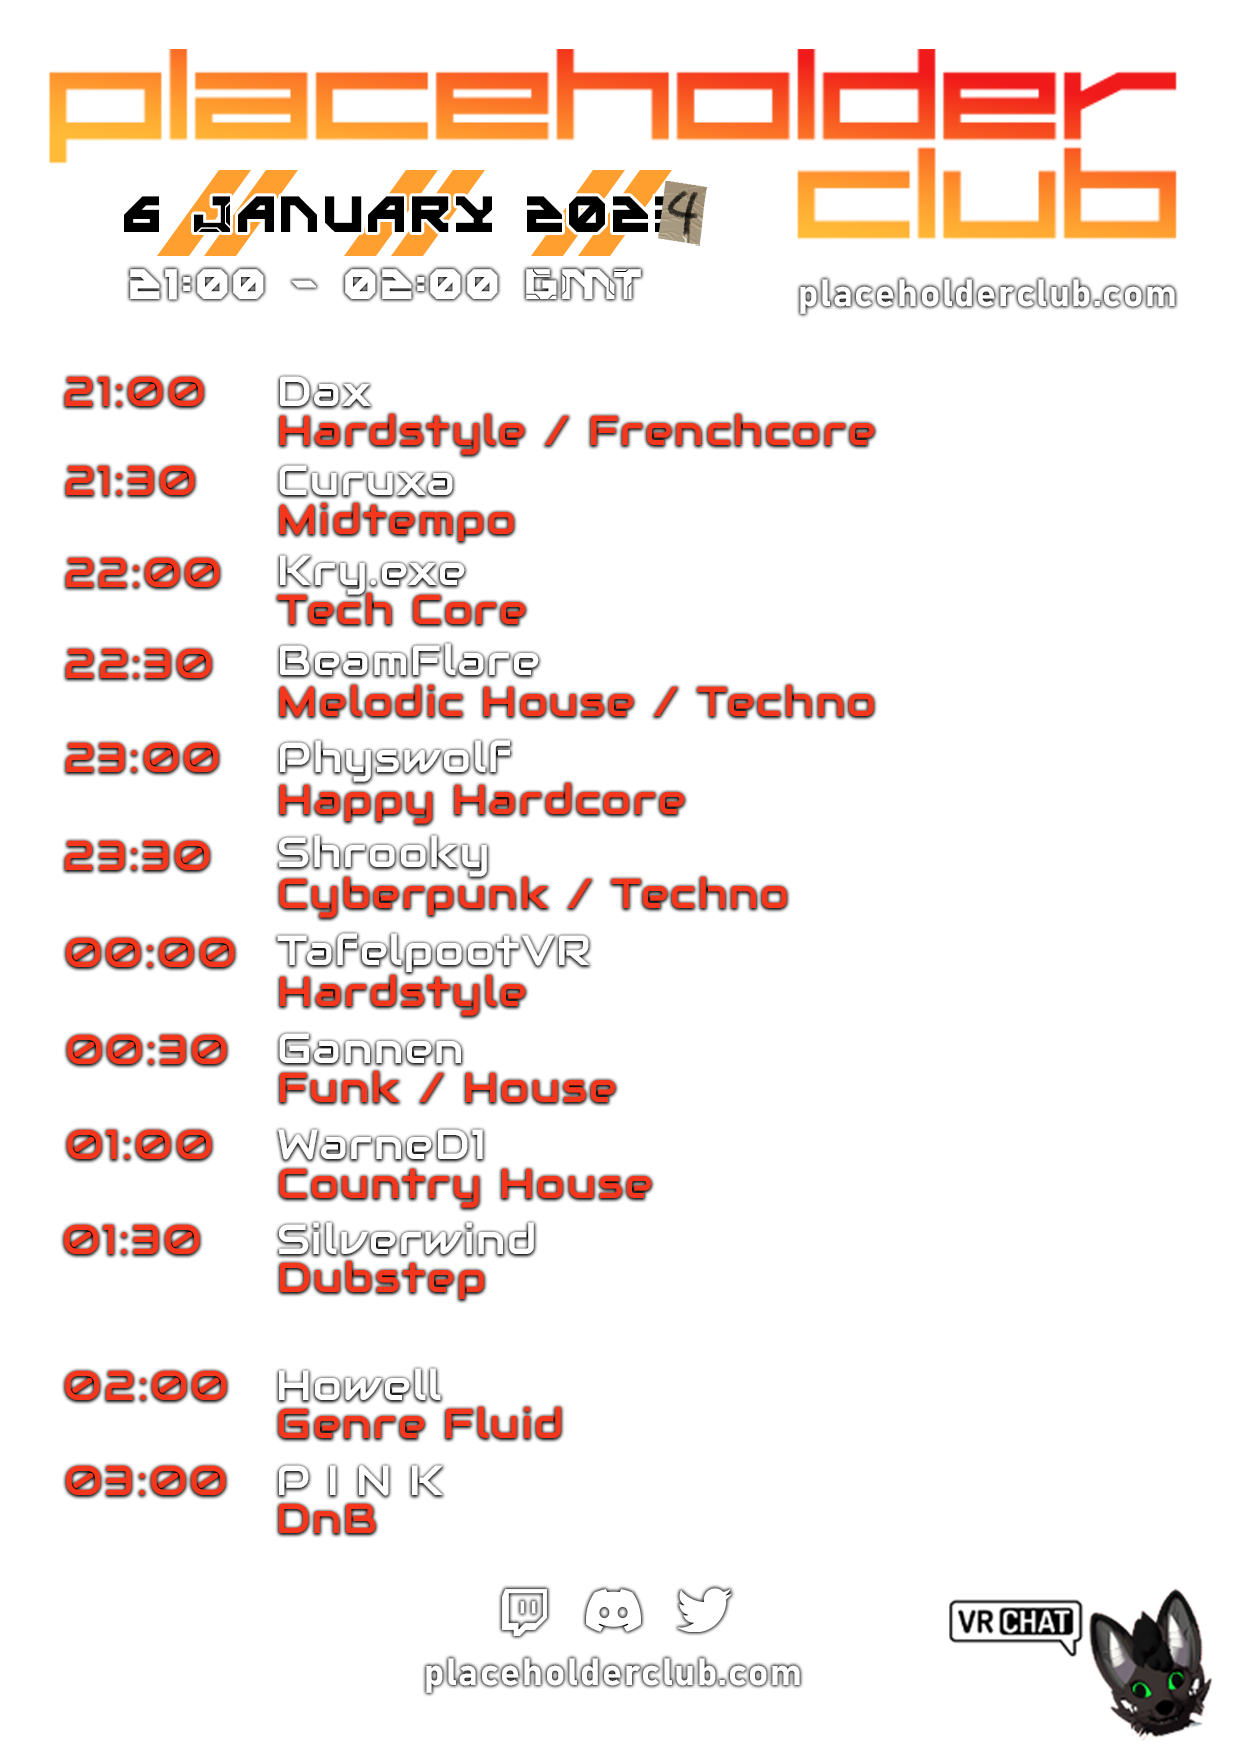 placeholder
club
6 JANUARY 2024
21:00 - 02:00 GMT
placeholderclub.com
21:00 Dax
Hardstyle / Frenchcore
21:30 Curuxa
Midtempo
22:00 Kry.exe
Tech Core
22:30 BeamFlare
Melodic House / Techno
23:00 Physwolf
Happy Hardcore
23:30 Shrooky
Cyberpunk / Techno
00:00 TafelpootVR
Hardstyle
00:30 Gannen
Funk / House
01:00 WarneD1
Country House
01:30 Silverwind
Dubstep
02:00 Howell
Genre Fluid
03:00 P I N K
DnB
placeholderclub.com
VRCHAT